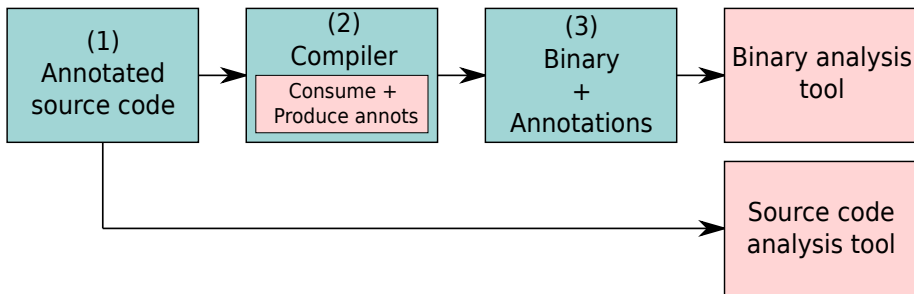 (1)
Annotated
source code
(2)
Compiler
Consume +
Produce annots
(3)
Binary
+
Annotations
Binary analysis
tool
Source code
analysis tool